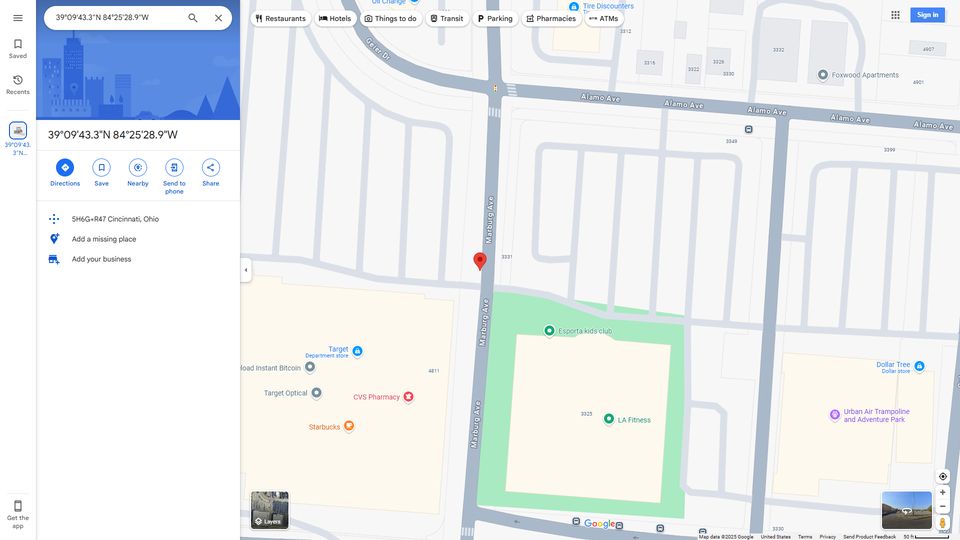 39°09'43.3"N 84°25'28.9"W
Restaurants
Hotels
Things to do
Transit
Parking
Pharmacies
ATMs
Sign in
Saved
Recents
39°09'43.
3"N...
39°09'43.3"N 84°25'28.9"W
Directions
Save
Nearby
Send to
phone
Share
5H6G+R47 Cincinnati, Ohio
Add a missing place
Add your business
Get the
app
Oil Change
Tire Discounters
Geier Dr
3312
3316
3322
3326
3330
3332
4907
4901
Foxwood Apartments
Alamo Ave
Alamo Ave
Alamo Ave
Alamo Ave
Alamo Ave
3349
3399
Marburg Ave
3331
Marburg Ave
Esporta kids club
Target
Department store
load Instant Bitcoin
4811
Target Optical
CVS Pharmacy
Starbucks
Marburg Ave
3325
LA Fitness
Dollar Tree
Dollar store
Urban Air Trampoline
and Adventure Park
Layers
Google
3330
3330
Map data ©2025 Google
United States
Terms
Privacy
Send Product Feedback
50 ft